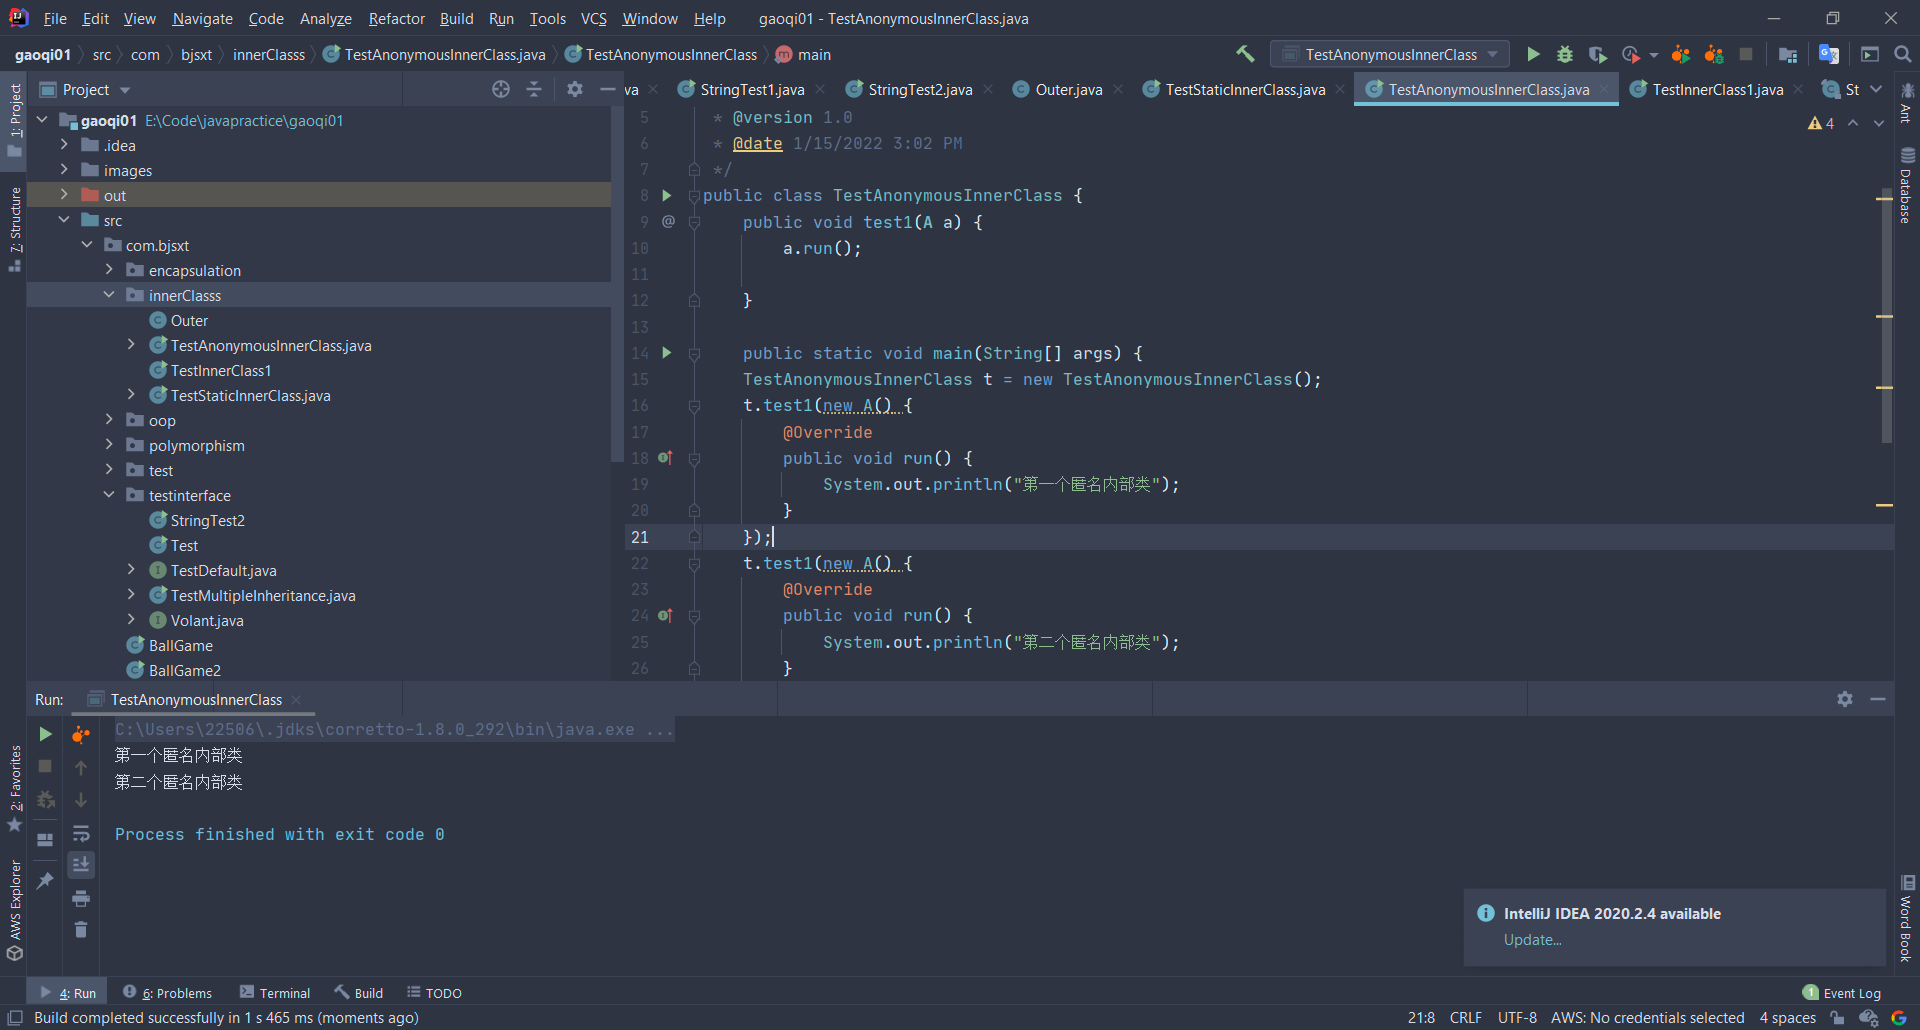 File Edit View Navigate Code Analyze Refactor Build Run Tools VCS Window Help gaoqi01 - TestAnonymousInnerClass.java
gaoqi01 src com bjsxt innerClasss TestAnonymousInnerClass.java TestAnonymousInnerClass main
TestAnonymousInnerClass
1: Project
7: Structure
2: Favorites
AWS Explorer
Project
gaoqi01 E:\Code\javapractice\gaoqi01
.idea
images
out
src
com.bjsxt
encapsulation
innerClasss
Outer
TestAnonymousInnerClass.java
TestInnerClass1
TestStaticInnerClass.java
oop
polymorphism
test
testinterface
StringTest2
Test
TestDefault.java
TestMultipleInheritance.java
Volant.java
BallGame
BallGame2
va StringTest1.java StringTest2.java Outer.java TestStaticInnerClass.java TestAnonymousInnerClass.java TestInnerClass1.java St
4
5 * @version 1.0
6 * @date 1/15/2022 3:02 PM
7 */
8 public class TestAnonymousInnerClass {
9 @ public void test1(A a) {
10 a.run();
11
12 }
13
14 public static void main(String[] args) {
15 TestAnonymousInnerClass t = new TestAnonymousInnerClass();
16 t.test1(new A() {
17 @Override
18 public void run() {
19 System.out.println("第一个匿名内部类");
20 }
21 });
22 t.test1(new A() {
23 @Override
24 public void run() {
25 System.out.println("第二个匿名内部类");
26 }
Ant
Database
Word Book
Run: TestAnonymousInnerClass
C:\Users\22506\.jdks\corretto-1.8.0_292\bin\java.exe ...
第一个匿名内部类
第二个匿名内部类
Process finished with exit code 0
IntelliJ IDEA 2020.2.4 available
Update...
4: Run 6: Problems Terminal Build TODO 1 Event Log
Build completed successfully in 1 s 465 ms (moments ago) 21:8 CRLF UTF-8 AWS: No credentials selected 4 spaces